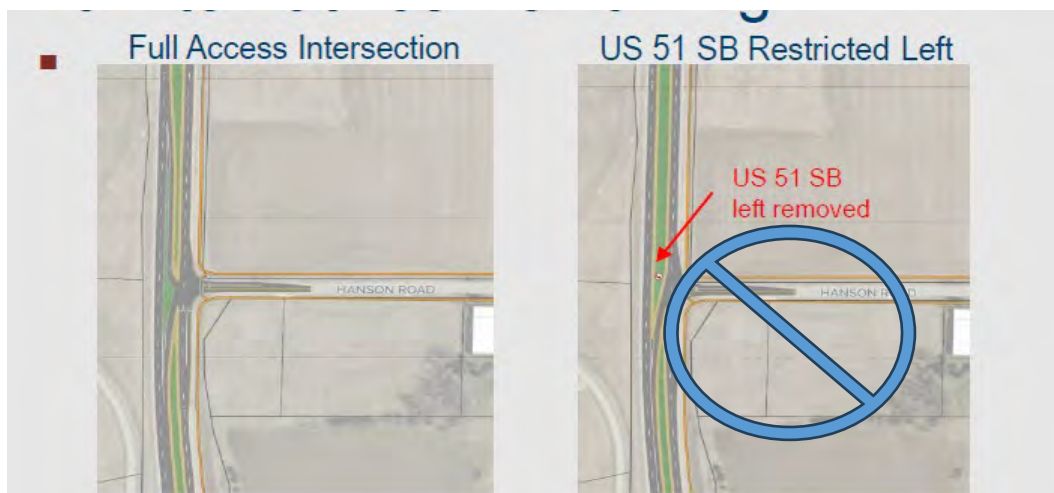 Full Access Intersection
US 51 SB Restricted Left
US 51 SB
left removed
HANSON ROAD
HANSON ROAD